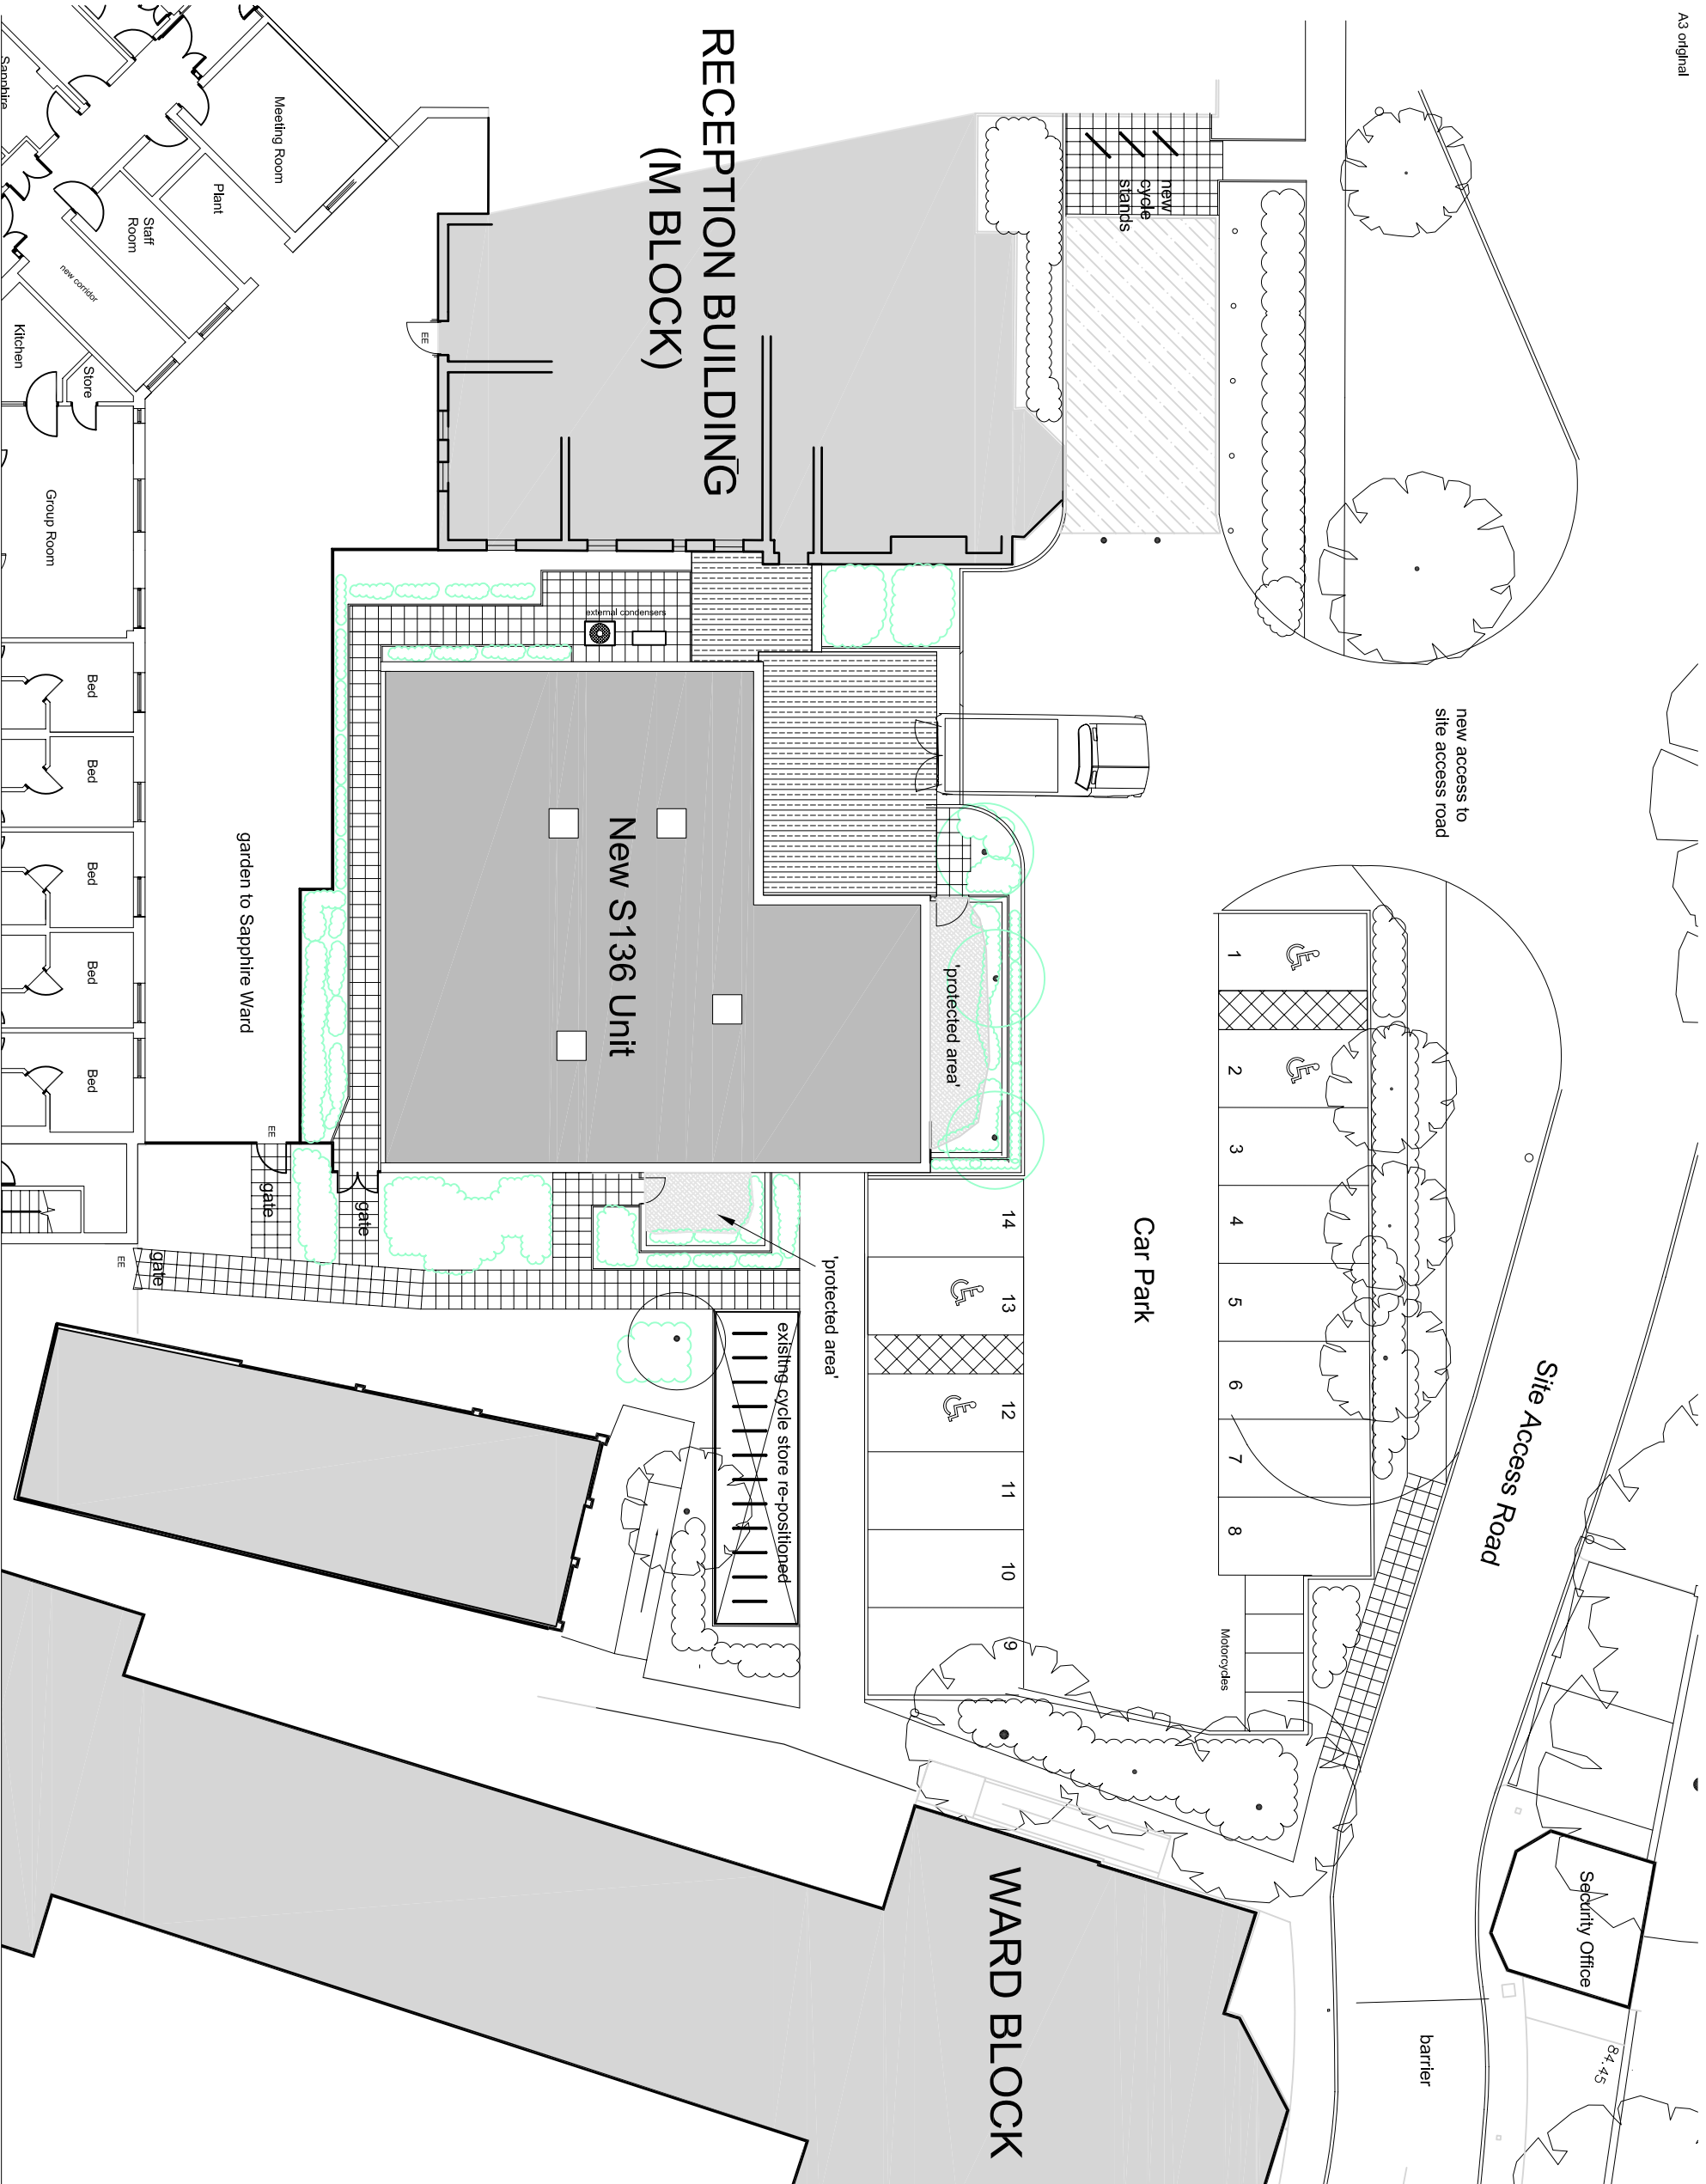 A3 original
RECEPTION BUILDING
(M BLOCK)
new
cycle
stands
Meeting Room
Plant
Staff
Room
new corridor
Sapphire
Kitchen
Store
Group Room
EE
external condensers
new access to
site access road
New S136 Unit
garden to Sapphire Ward
Bed
Bed
Bed
Bed
Bed
'protected area'
1
2
3
4
5
6
7
8
Car Park
Site Access Road
14
13
12
11
10
9
Motorcycles
EE
gate
gate
gate
EE
'protected area'
exisitng cycle store re-positioned
WARD BLOCK
Security Office
barrier
84.45